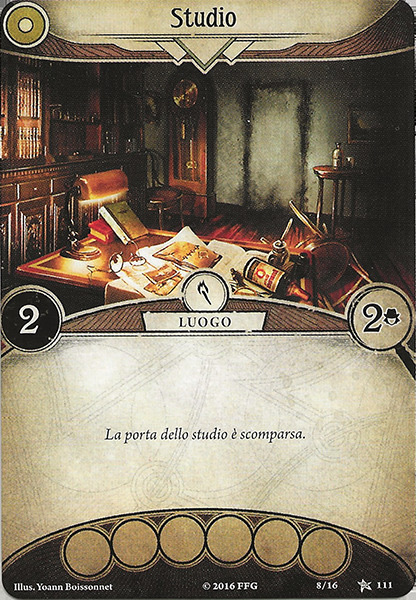 Studio
2
LUOGO
2
La porta dello studio è scomparsa.
Illus. Yoann Boissonnet
© 2016 FFG
8/16
111